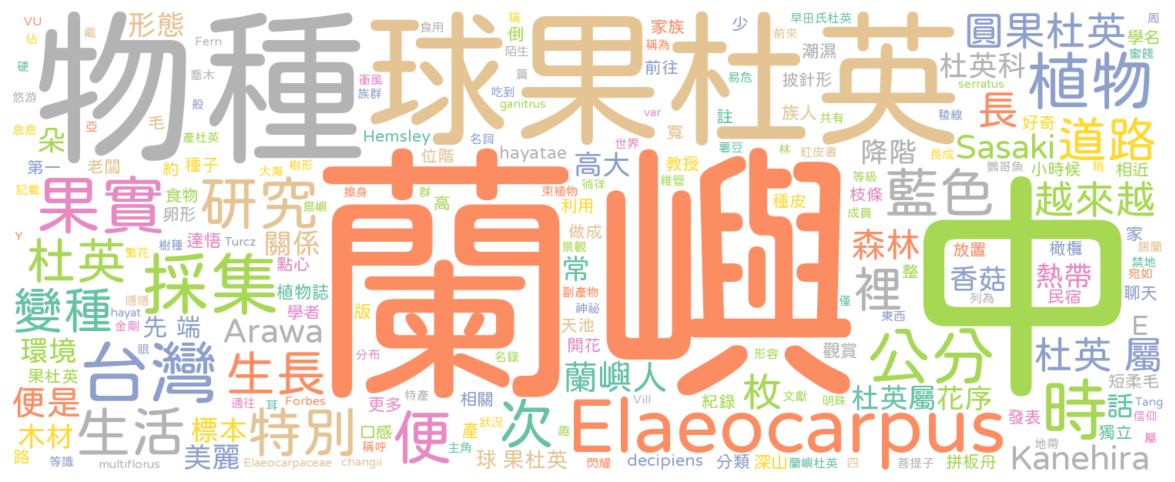 VU 藏 形態 食用 稱 家族 少 早田氏杜英 周
佔 Fern 倒 稱為 前來 圓果杜英 學名
物種 球果杜英 陌生 潮濕 蜜餞
硬 喬木 衝風 篇 前往 易危 披針形 杜英科 植物
悠游 般 族群 吃到 ganitrus 族人 serratus
朵 毛 產杜英 Hemsley 名詞 var 註 共有 稜線 長 好奇 道路
息息 亞 老闆 位階 hayatae 寬 世界 林 降階 Sasaki 鸚哥魚
第一 約 種子 大海 樹形 高大 教授 薯豆 紅皮書 長成 稍 小時候 相近
記載 果實 食物 研究 島嶼 擦身 群 徜徉 維管 束植物 等級 枝條 藍色 越來越
卵形 蘭嶼 高 利用 種皮 成員 中
Y 樹種 達悟 關係 做成 景觀 森林 放置 橄欖 家 錫蘭
杜英 繁花 Turcz 採集 點心 常 整 香菇 熱帶 禁地
變種 隱隱 植物誌 副產物 裡 列為 民宿 聊天 宛如
hayat 金剛 先 端 學者 版 神秘 僅 東西 E
環境 眼 Arawa 天池 開花 觀賞 公分
果杜英 台灣 生長 分布 名錄 形容 杜英 屬
便是 通往 耳 Forbes 特產 蘭嶼人 枚 文獻 杜英屬 花序 短柔毛
生活 特別 更多 相關 Vill 紀錄 明珠 時 發表 話 Tang
木材 標本 口感 便 次 產 狀況 Elaeocarpus 獨立 信仰
路 等識 美麗 稱呼 主角 趣 地帶 屬
multiflorus Elaeocarpaceae changii 球 果杜英 閃耀 decipiens 分類 深山 蘭嶼杜英 四 菩提子 拼板舟 Kanehira